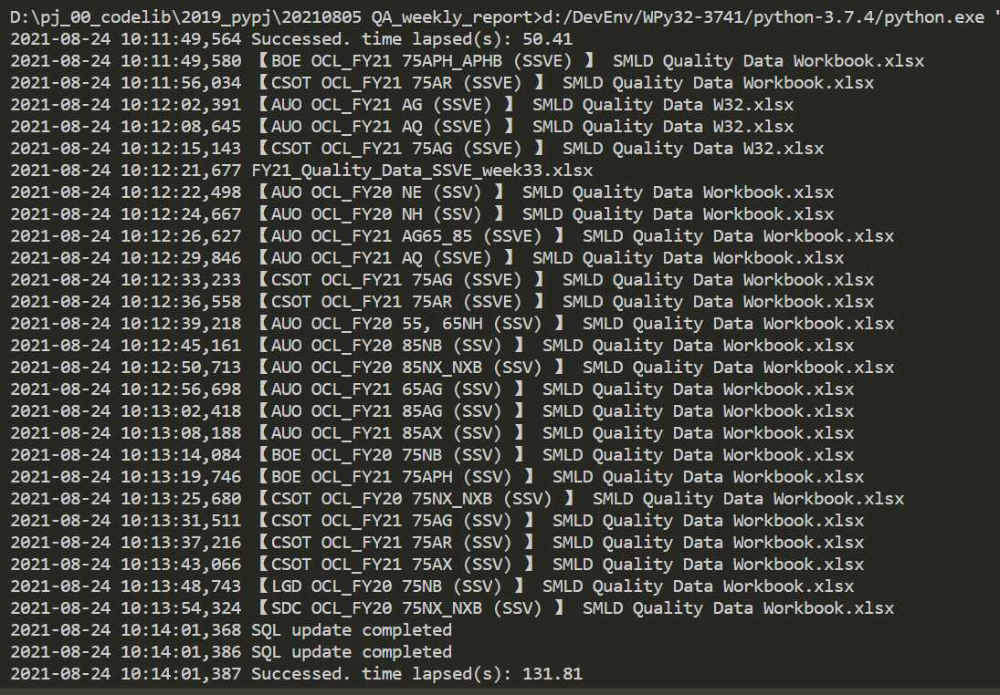 D:\pj_00_codelib\2019_pypj\20210805 QA_weekly_report>d:/DevEnv/WPy32-3741/python-3.7.4/python.exe "
2021-08-24 10:11:49,564 Successed. time lapsed(s): 50.41
2021-08-24 10:11:49,580 【BOE OCL_FY21 75APH_APHB (SSVE) 】 SMLD Quality Data Workbook.xlsx
2021-08-24 10:11:56,034 【CSOT OCL_FY21 75AR (SSVE) 】 SMLD Quality Data Workbook.xlsx
2021-08-24 10:12:02,391 【AUO OCL_FY21 AG (SSVE) 】 SMLD Quality Data W32.xlsx
2021-08-24 10:12:08,645 【AUO OCL_FY21 AQ (SSVE) 】 SMLD Quality Data W32.xlsx
2021-08-24 10:12:15,143 【CSOT OCL_FY21 75AG (SSVE) 】 SMLD Quality Data W32.xlsx
2021-08-24 10:12:21,677 FY21_Quality_Data_SSVE_week33.xlsx
2021-08-24 10:12:22,498 【AUO OCL_FY20 NE (SSV) 】 SMLD Quality Data Workbook.xlsx
2021-08-24 10:12:24,667 【AUO OCL_FY20 NH (SSV) 】 SMLD Quality Data Workbook.xlsx
2021-08-24 10:12:26,627 【AUO OCL_FY21 AG65_85 (SSVE) 】 SMLD Quality Data Workbook.xlsx
2021-08-24 10:12:29,846 【AUO OCL_FY21 AQ (SSVE) 】 SMLD Quality Data Workbook.xlsx
2021-08-24 10:12:33,233 【CSOT OCL_FY21 75AG (SSVE) 】 SMLD Quality Data Workbook.xlsx
2021-08-24 10:12:36,558 【CSOT OCL_FY21 75AR (SSVE) 】 SMLD Quality Data Workbook.xlsx
2021-08-24 10:12:39,218 【AUO OCL_FY20 55, 65NH (SSV) 】 SMLD Quality Data Workbook.xlsx
2021-08-24 10:12:45,161 【AUO OCL_FY20 85NB (SSV) 】 SMLD Quality Data Workbook.xlsx
2021-08-24 10:12:50,713 【AUO OCL_FY20 85NX_NXB (SSV) 】 SMLD Quality Data Workbook.xlsx
2021-08-24 10:12:56,698 【AUO OCL_FY21 65AG (SSV) 】 SMLD Quality Data Workbook.xlsx
2021-08-24 10:13:02,418 【AUO OCL_FY21 85AG (SSV) 】 SMLD Quality Data Workbook.xlsx
2021-08-24 10:13:08,188 【AUO OCL_FY21 85AX (SSV) 】 SMLD Quality Data Workbook.xlsx
2021-08-24 10:13:14,084 【BOE OCL_FY20 75NB (SSV) 】 SMLD Quality Data Workbook.xlsx
2021-08-24 10:13:19,746 【BOE OCL_FY21 75APH (SSV) 】 SMLD Quality Data Workbook.xlsx
2021-08-24 10:13:25,680 【CSOT OCL_FY20 75NX_NXB (SSV) 】 SMLD Quality Data Workbook.xlsx
2021-08-24 10:13:31,511 【CSOT OCL_FY21 75AG (SSV) 】 SMLD Quality Data Workbook.xlsx
2021-08-24 10:13:37,216 【CSOT OCL_FY21 75AR (SSV) 】 SMLD Quality Data Workbook.xlsx
2021-08-24 10:13:43,066 【CSOT OCL_FY21 75AX (SSV) 】 SMLD Quality Data Workbook.xlsx
2021-08-24 10:13:48,743 【LGD OCL_FY20 75NB (SSV) 】 SMLD Quality Data Workbook.xlsx
2021-08-24 10:13:54,324 【SDC OCL_FY20 75NX_NXB (SSV) 】 SMLD Quality Data Workbook.xlsx
2021-08-24 10:14:01,368 SQL update completed
2021-08-24 10:14:01,386 SQL update completed
2021-08-24 10:14:01,387 Successed. time lapsed(s): 131.81